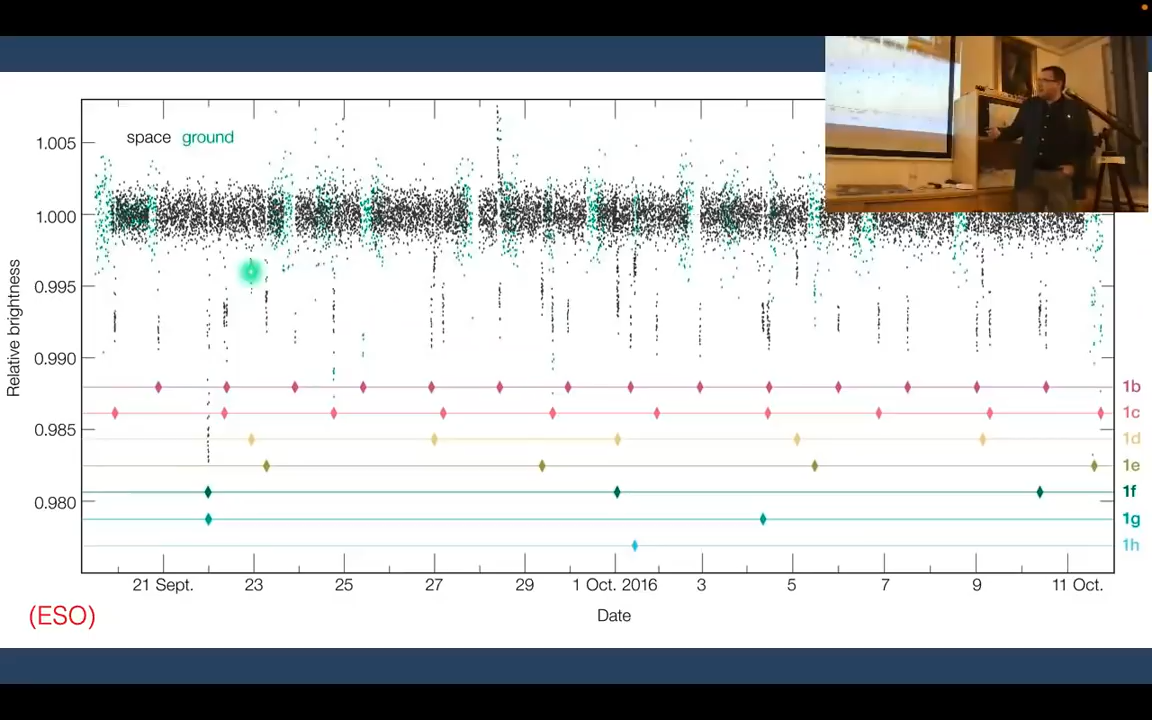 space ground
1.005
1.000
0.995
0.990
0.985
0.980
Relative brightness
1b
1c
1d
1e
1f
1g
1h
21 Sept. 23 25 27 29 1 Oct. 2016 3 5 7 9 11 Oct.
Date
(ESO)